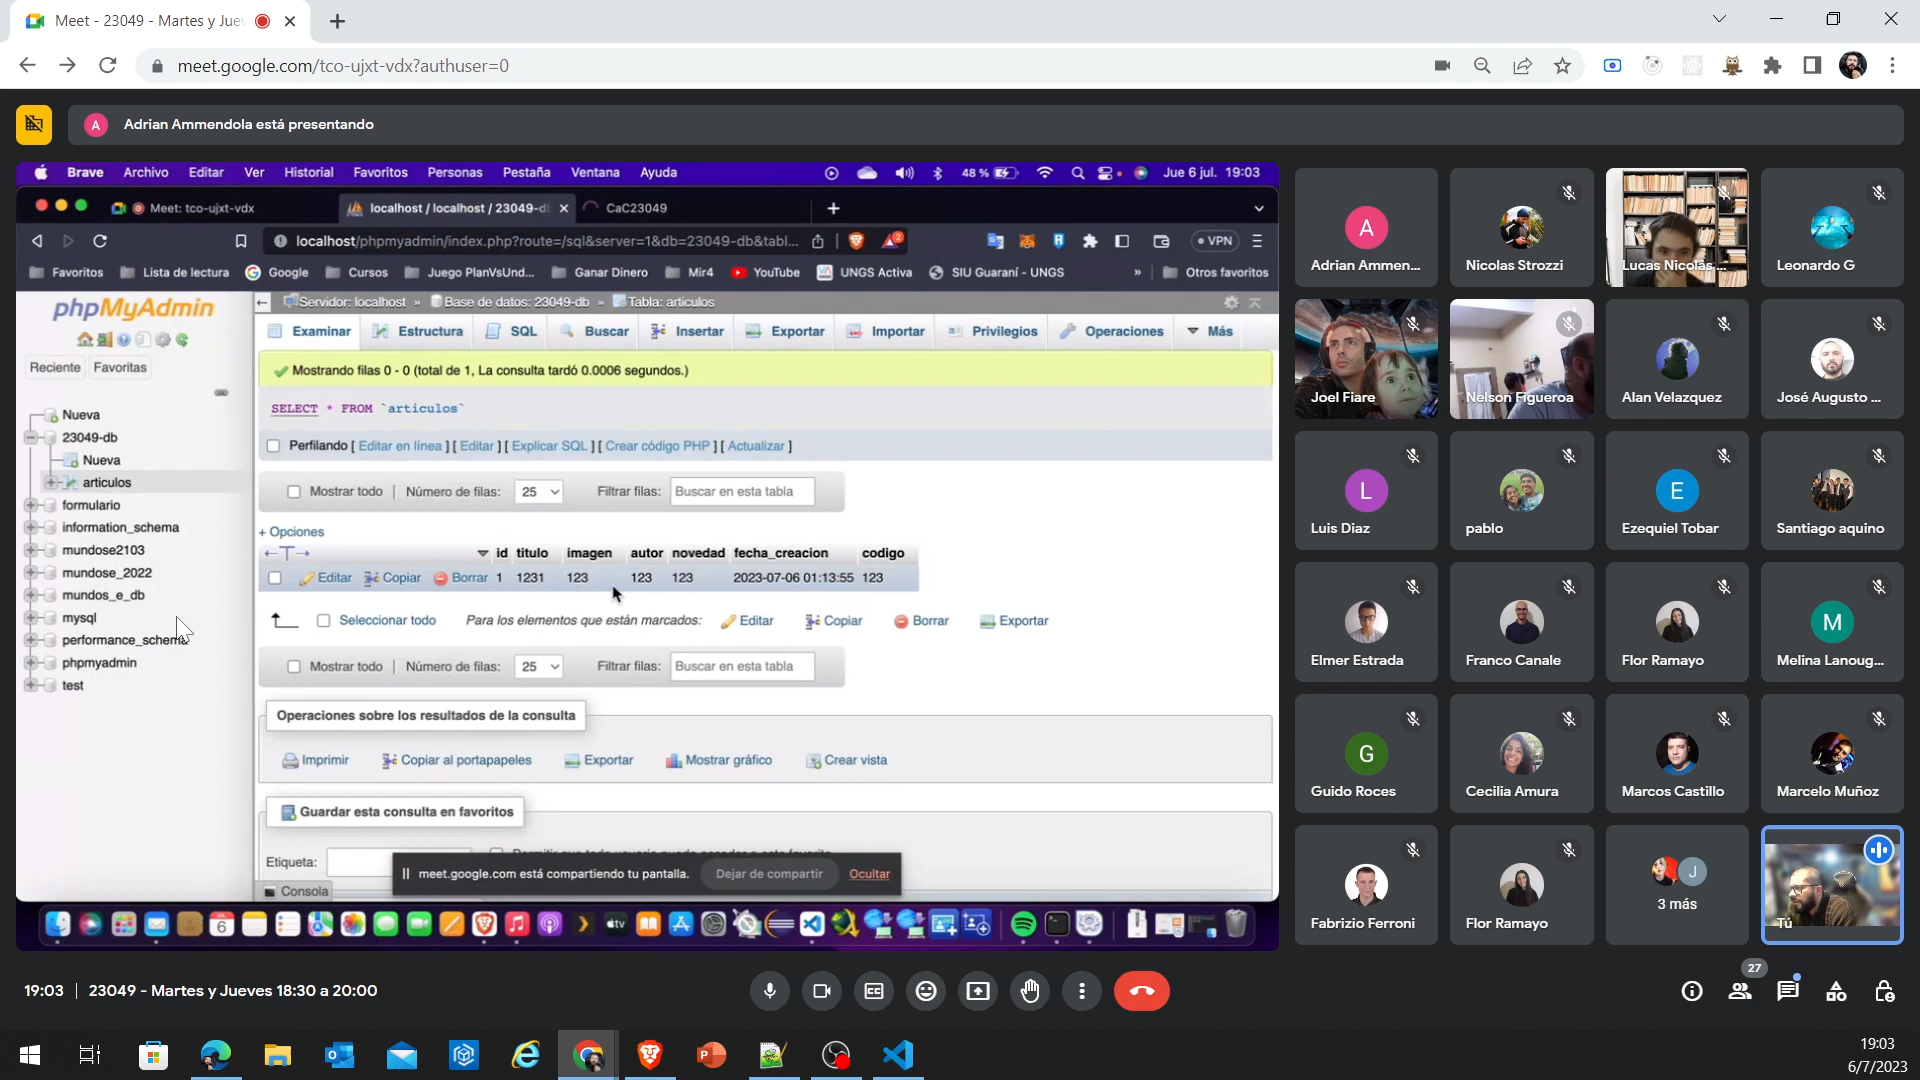 Meet - 23049 - Martes y Juev
meet.google.com/tco-ujxt-vdx?authuser=0
A Adrian Ammendola está presentando
Brave Archivo Editar Ver Historial Favoritos Personas Pestaña Ventana Ayuda 48 % Jue 6 jul. 19:03
Meet: tco-ujxt-vdx localhost / localhost / 23049-d CaC23049
localhost/phpmyadmin/index.php?route=/sql&server=1&db=23049-db&tabl... 2 VPN
Favoritos Lista de lectura Google Cursos Juego PlanVsUnd... Ganar Dinero Mir4 YouTube UNGS Activa SIU Guaraní - UNGS » Otros favoritos
phpMyAdmin
Reciente Favoritas
Nueva
23049-db
Nueva
articulos
formulario
information_schema
mundose2103
mundose_2022
mundos_e_db
mysql
performance_schema
phpmyadmin
test
Servidor: localhost » Base de datos: 23049-db » Tabla: articulos
Examinar Estructura SQL Buscar Insertar Exportar Importar Privilegios Operaciones Más
Mostrando filas 0 - 0 (total de 1, La consulta tardó 0.0006 segundos.)
SELECT * FROM `articulos`
Perfilando [ Editar en línea ] [ Editar ] [ Explicar SQL ] [ Crear código PHP ] [ Actualizar ]
Mostrar todo | Número de filas: 25 Filtrar filas: Buscar en esta tabla
+ Opciones
←T→ id titulo imagen autor novedad fecha_creacion codigo
Editar Copiar Borrar 1 1231 123 123 123 2023-07-06 01:13:55 123
Seleccionar todo Para los elementos que están marcados: Editar Copiar Borrar Exportar
Mostrar todo | Número de filas: 25 Filtrar filas: Buscar en esta tabla
Operaciones sobre los resultados de la consulta
Imprimir Copiar al portapapeles Exportar Mostrar gráfico Crear vista
Guardar esta consulta en favoritos
Etiqueta:
meet.google.com está compartiendo tu pantalla. Dejar de compartir Ocultar
Consola
6 tv
A
Adrian Ammen... Nicolas Strozzi Lucas Nicolás ... Leonardo G
Joel Fiare Nelson Figueroa Alan Velazquez José Augusto ...
L E
Luis Diaz pablo Ezequiel Tobar Santiago aquino
M
Elmer Estrada Franco Canale Flor Ramayo Melina Lanoug...
G
Guido Roces Cecilia Amura Marcos Castillo Marcelo Muñoz
J
Fabrizio Ferroni Flor Ramayo 3 más Tú
19:03 | 23049 - Martes y Jueves 18:30 a 20:00
27
19:03
6/7/2023